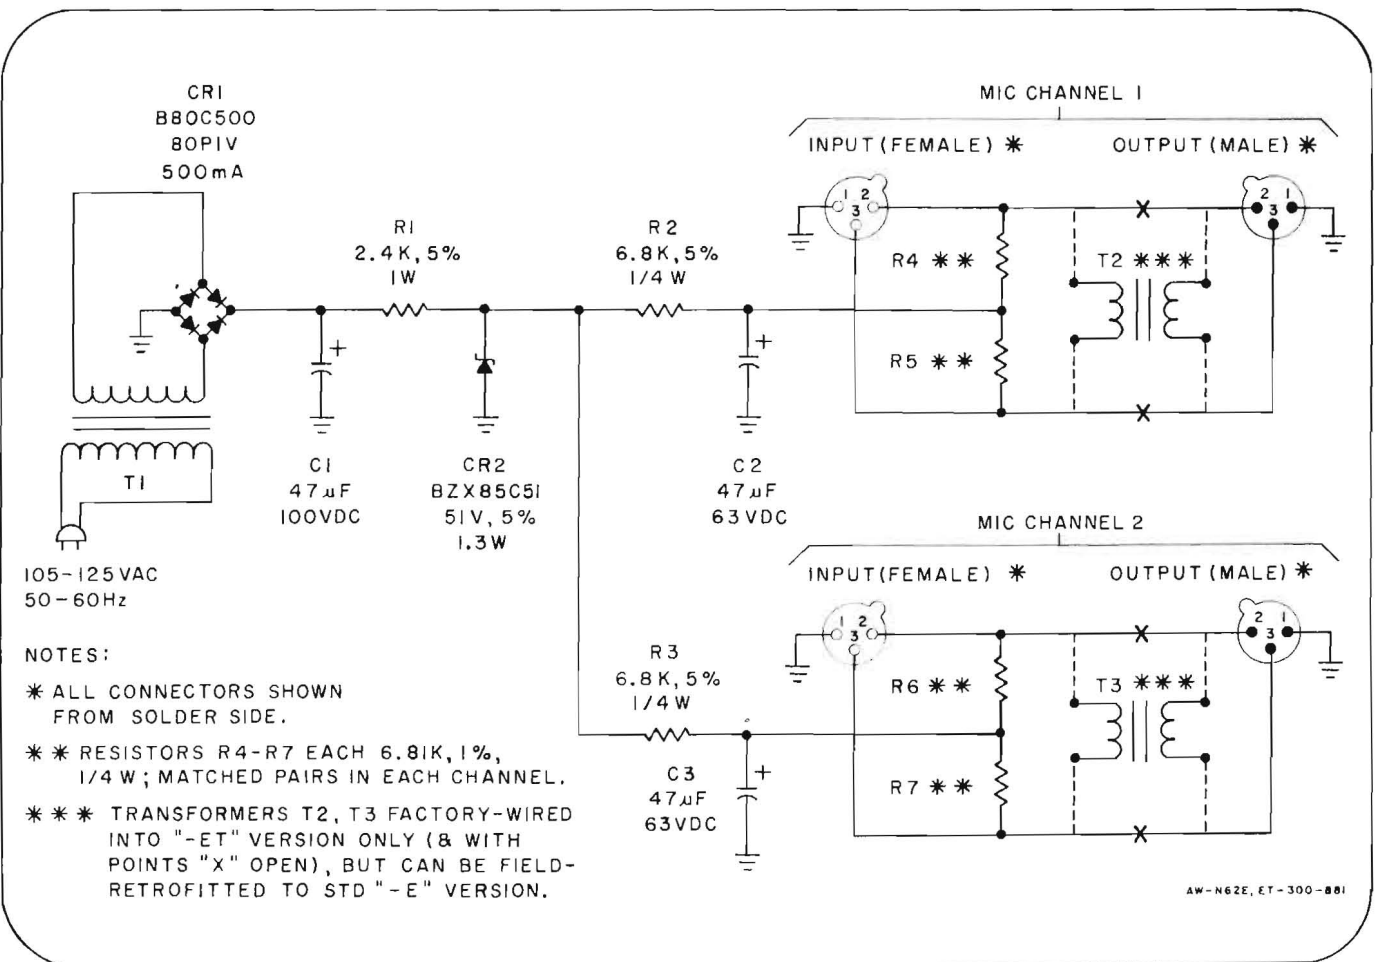 CR1
B80C500
80PIV
500mA
R1
2.4K, 5%
1W
R2
6.8K, 5%
1/4 W
MIC CHANNEL 1
INPUT (FEMALE) *
OUTPUT (MALE) *
1 2
3
2 1
3
R4 * *
T2 * * *
R5 * *
+
+
T1
C1
47µF
100VDC
CR2
BZX85C51
51V, 5%
1.3W
C2
47µF
63VDC
X
X
105-125VAC
50-60Hz
MIC CHANNEL 2
INPUT (FEMALE) *
OUTPUT (MALE) *
1 2
3
2 1
3
R3
6.8K, 5%
1/4 W
R6 * *
T3 * * *
R7 * *
+
C3
47µF
63VDC
X
X
NOTES:
* ALL CONNECTORS SHOWN
FROM SOLDER SIDE.
* * RESISTORS R4-R7 EACH 6.81K, 1%,
1/4 W; MATCHED PAIRS IN EACH CHANNEL.
* * * TRANSFORMERS T2, T3 FACTORY-WIRED
INTO "-ET" VERSION ONLY (& WITH
POINTS "X" OPEN), BUT CAN BE FIELD-
RETROFITTED TO STD "-E" VERSION.
AW-N62E, ET-300-881